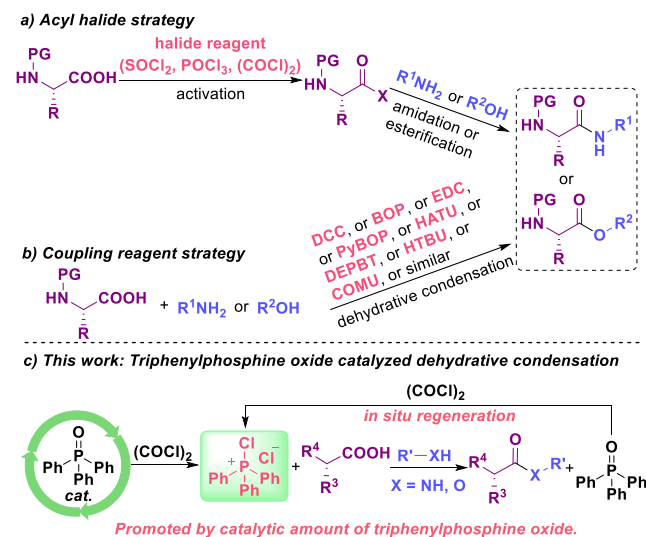 a) Acyl halide strategy
PG
HN
COOH
R
halide reagent
(SOCl₂, POCl₃, (COCl)₂)
activation
PG
HN
O
X
R
R¹NH₂ or R²OH
amidation or
esterification
PG
HN
O
N
H
R¹
R
or
PG
HN
O
O
R²
R
b) Coupling reagent strategy
PG
HN
COOH
R
+ R¹NH₂ or R²OH
DCC, or BOP, or EDC,
or PyBOP, or HATU, or
DEPBT, or HTBU, or
COMU, or similar
dehydrative condensation
c) This work: Triphenylphosphine oxide catalyzed dehydrative condensation
(COCl)₂
in situ regeneration
O
P
Ph Ph
Ph
cat.
(COCl)₂
Cl
+ Cl⁻
P
Ph Ph
Ph
+
R⁴ COOH
R³
R'–XH
X = NH, O
R⁴ O
X R'
R³
+
O
P
Ph Ph
Ph
Promoted by catalytic amount of triphenylphosphine oxide.